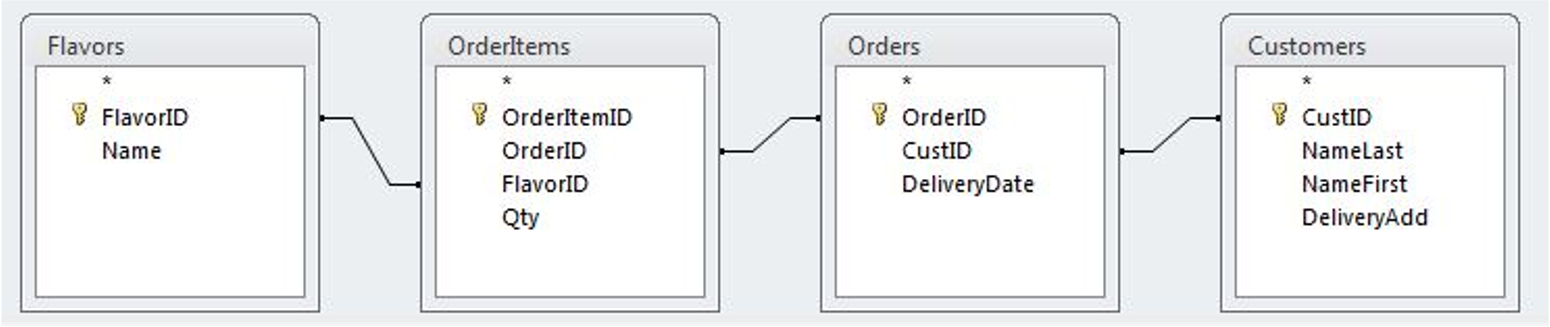 Flavors
*
FlavorID
Name
OrderItems
*
OrderItemID
OrderID
FlavorID
Qty
Orders
*
OrderID
CustID
DeliveryDate
Customers
*
CustID
NameLast
NameFirst
DeliveryAdd